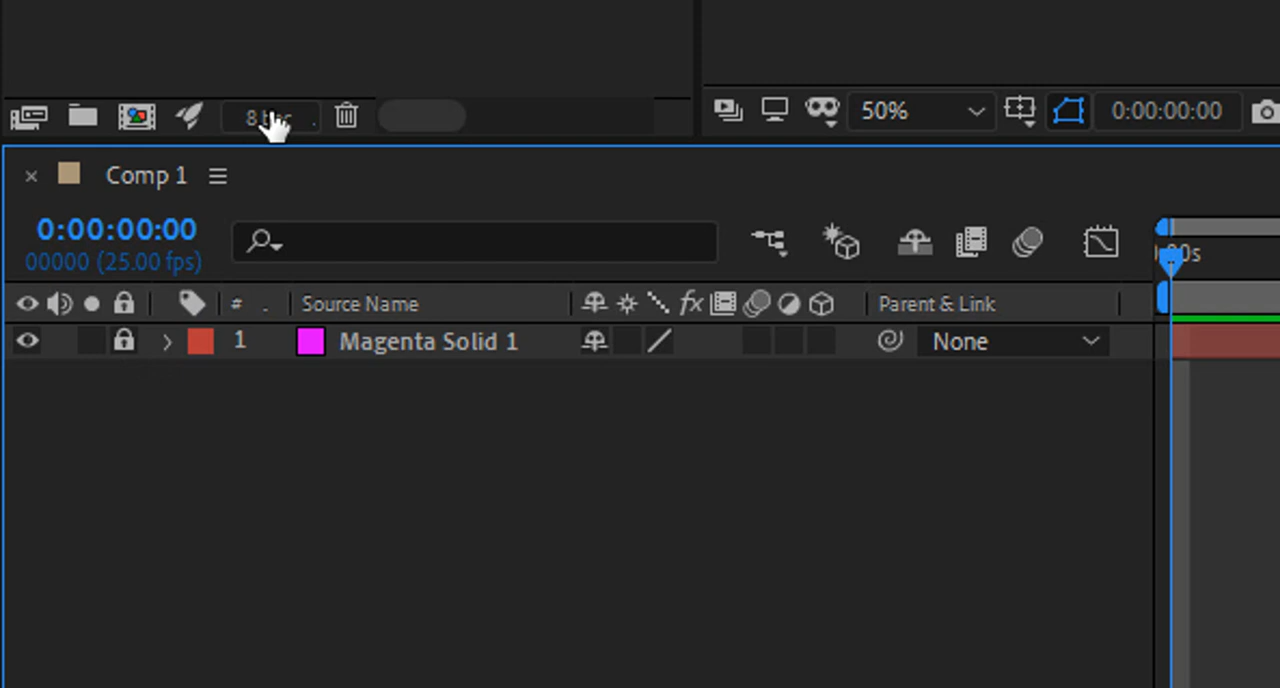 50%
0:00:00:00
Comp 1
0:00:00:00
00000 (25.00 fps)
# Source Name fx Parent & Link
1 Magenta Solid 1 None